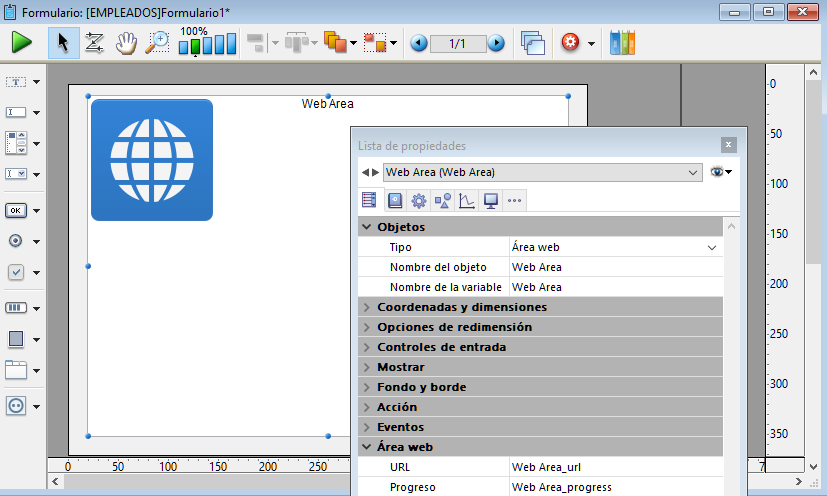 Formulario: [EMPLEADOS]Formulario1*
100%
1/1
T
OK
Web Area
Lista de propiedades
Web Area (Web Area)
Objetos
Tipo Área web
Nombre del objeto Web Area
Nombre de la variable Web Area
Coordenadas y dimensiones
Opciones de redimensión
Controles de entrada
Mostrar
Fondo y borde
Acción
Eventos
Área web
URL Web Area_url
Progreso Web Area_progress
0
50
100
150
200
250
300
350
0 50 100 150 200 250 7